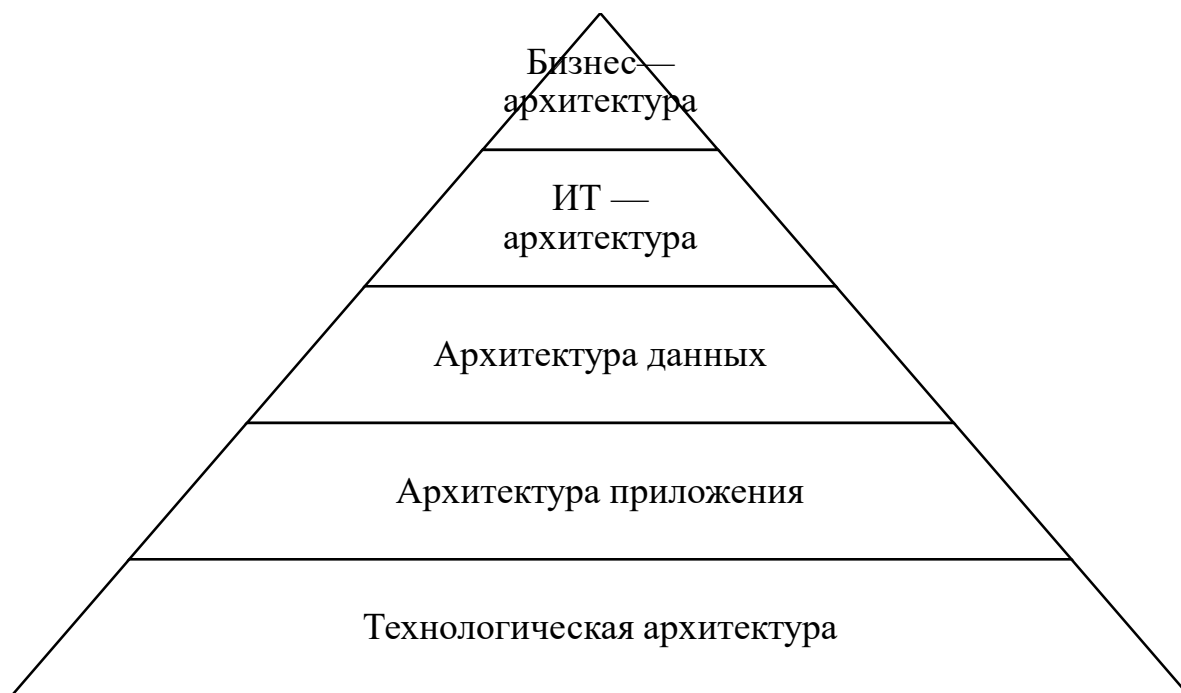 Бизнес—
архитектура
ИТ —
архитектура
Архитектура данных
Архитектура приложения
Технологическая архитектура